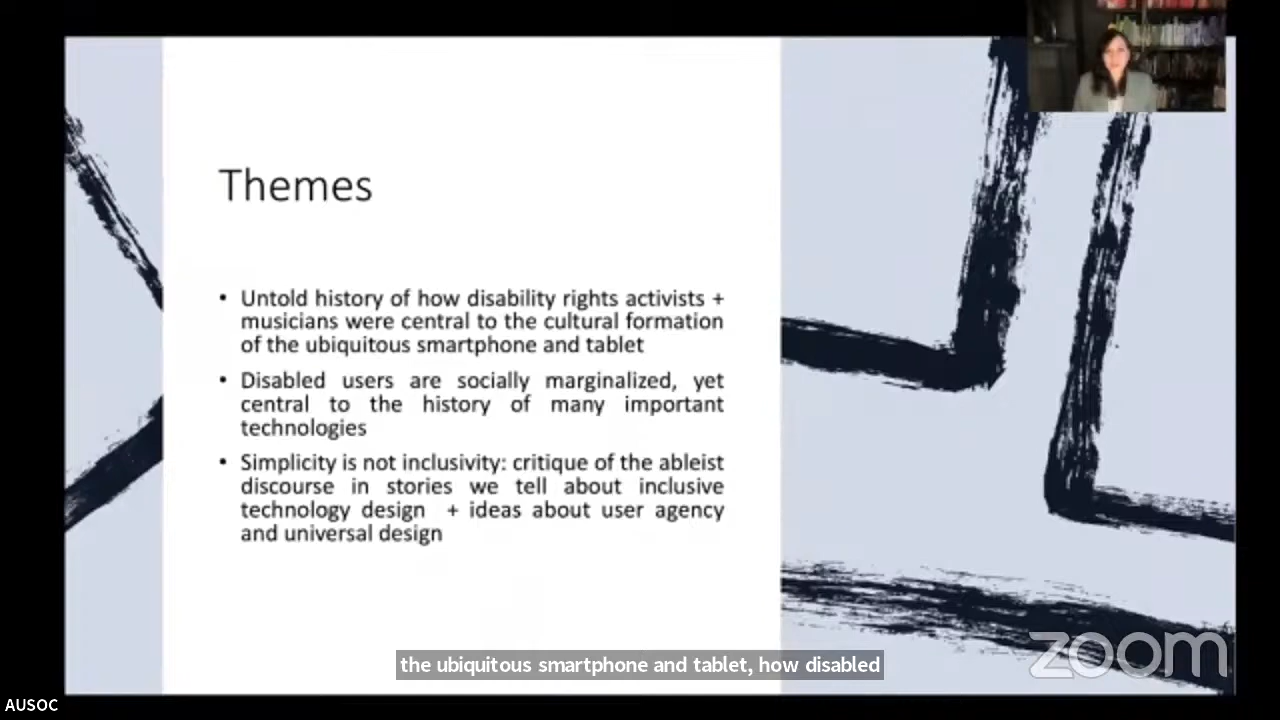 Themes
• Untold history of how disability rights activists +
musicians were central to the cultural formation
of the ubiquitous smartphone and tablet
• Disabled users are socially marginalized, yet
central to the history of many important
technologies
• Simplicity is not inclusivity: critique of the ableist
discourse in stories we tell about inclusive
technology design + ideas about user agency
and universal design
the ubiquitous smartphone and tablet, how disabled
zoom
AUSOC